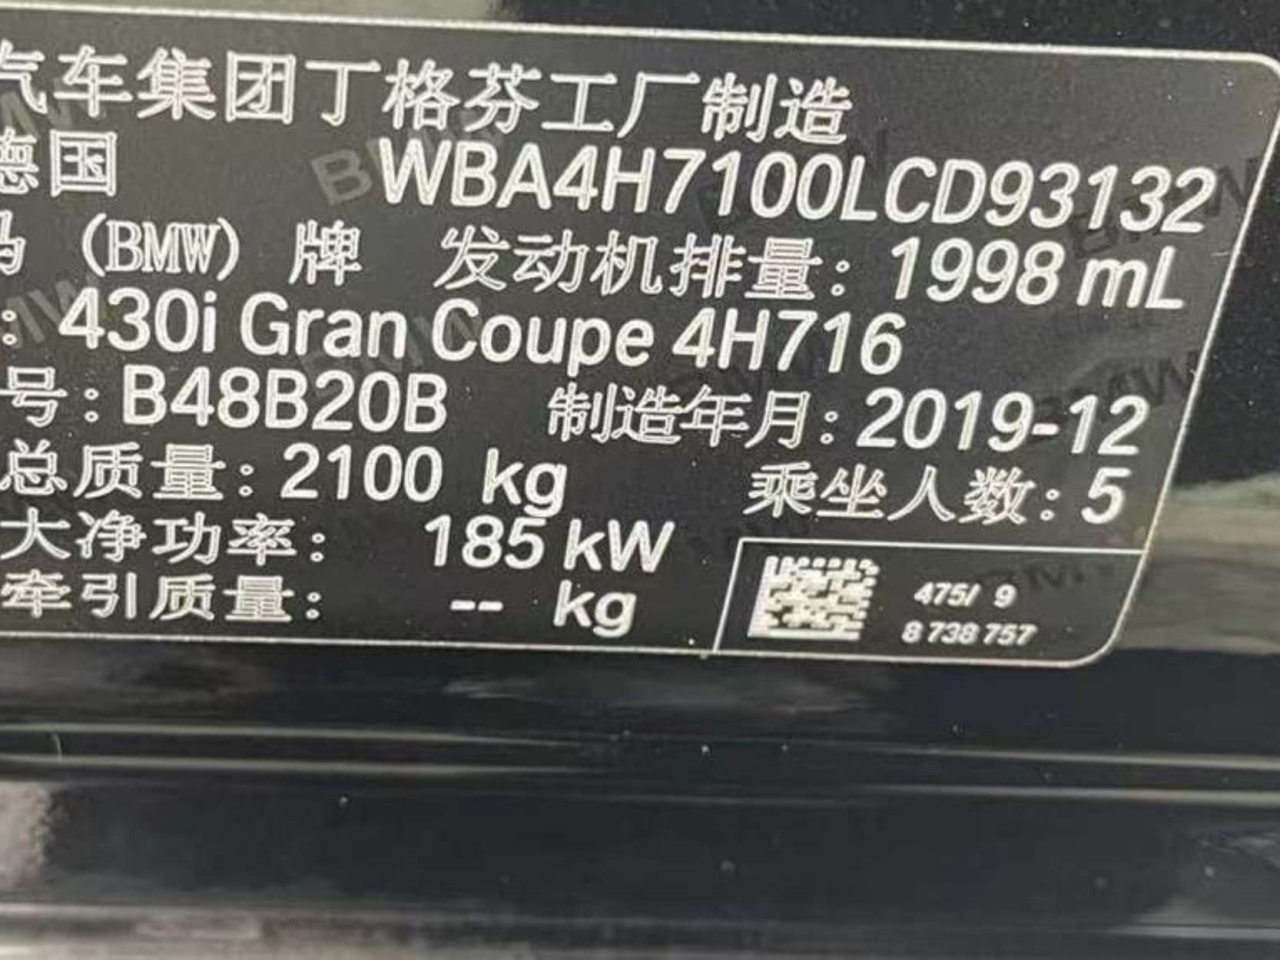 汽车集团丁格芬工厂制造
德国 WBA4H7100LCD93132
马 (BMW) 牌 发动机排量: 1998 mL
: 430i Gran Coupe 4H716
号: B48B20B 制造年月: 2019-12
总质量: 2100 kg 乘坐人数: 5
大净功率: 185 kW
牵引质量: -- kg
475/ 9
8 738 757